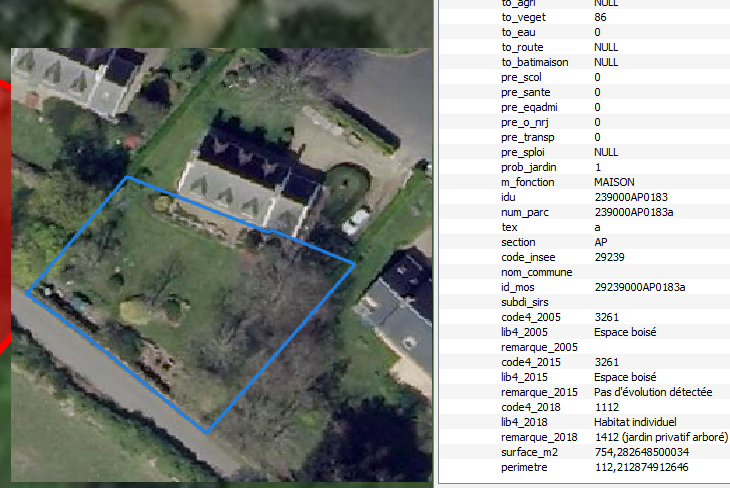 to_agri NULL
to_veget 86
to_eau 0
to_route NULL
to_batimaison NULL
pre_scol 0
pre_sante 0
pre_eqadmi 0
pre_o_nrj 0
pre_transp 0
pre_sploi NULL
prob_jardin 1
m_fonction MAISON
idu 239000AP0183
num_parc 239000AP0183a
tex a
section AP
code_insee 29239
nom_commune
id_mos 29239000AP0183a
subdi_sirs
code4_2005 3261
lib4_2005 Espace boisé
remarque_2005
code4_2015 3261
lib4_2015 Espace boisé
remarque_2015 Pas d'évolution détectée
code4_2018 1112
lib4_2018 Habitat individuel
remarque_2018 1412 (jardin privatif arboré)
surface_m2 754,282648500034
perimetre 112,212874912646